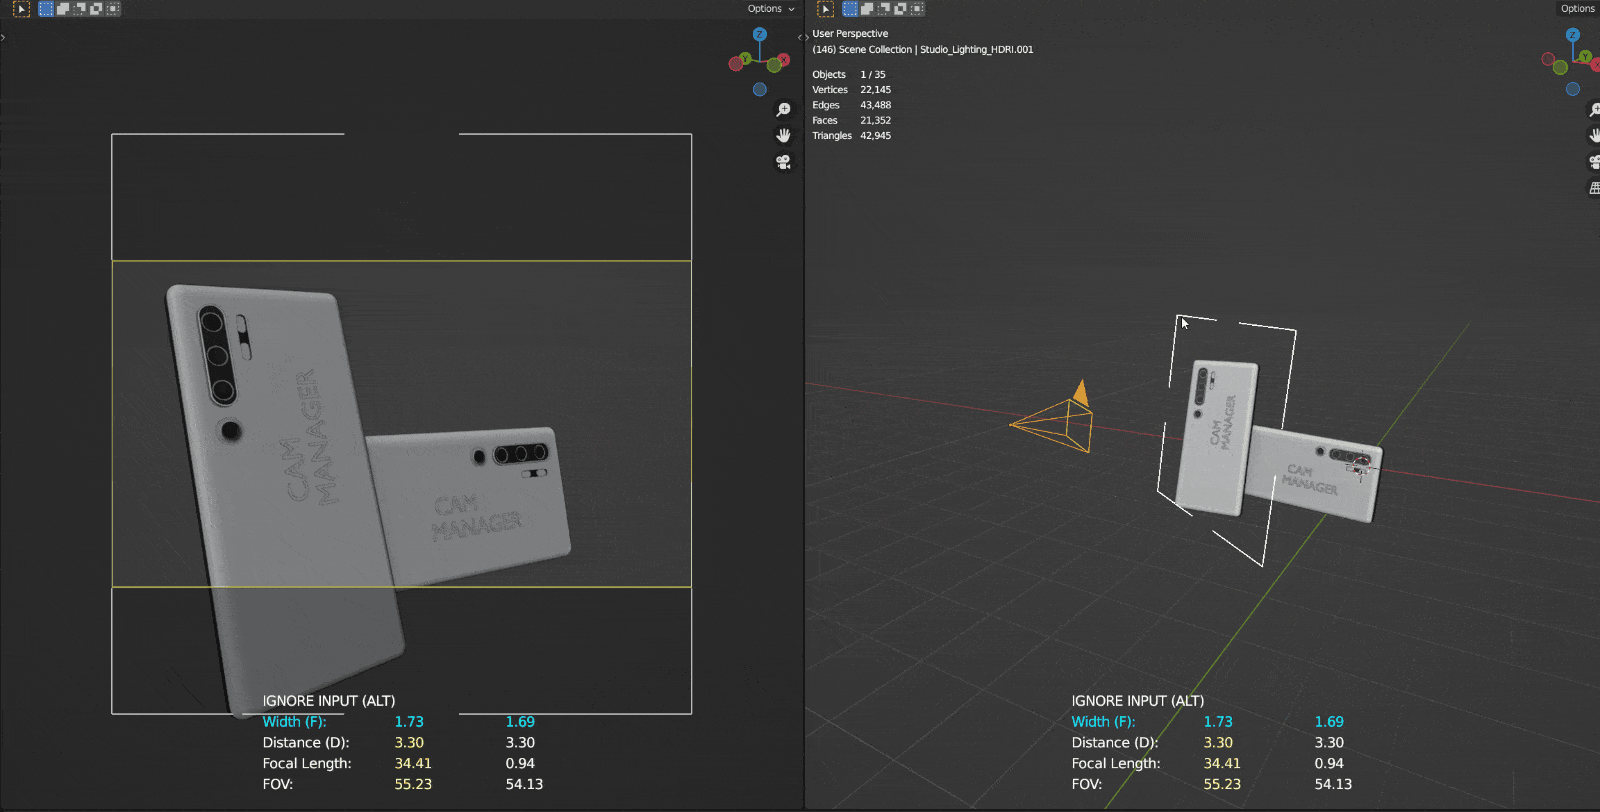 Options
Z
Y
X
CAM
MANAGER
CAM
MANAGER
IGNORE INPUT (ALT)
Width (F): 1.73 1.69
Distance (D): 3.30 3.30
Focal Length: 34.41 0.94
FOV: 55.23 54.13
Options
User Perspective
(146) Scene Collection | Studio_Lighting_HDRI.001
Objects 1 / 35
Vertices 22,145
Edges 43,488
Faces 21,352
Triangles 42,945
Z
Y
X
CAM
MANAGER
CAM
MANAGER
IGNORE INPUT (ALT)
Width (F): 1.73 1.69
Distance (D): 3.30 3.30
Focal Length: 34.41 0.94
FOV: 55.23 54.13